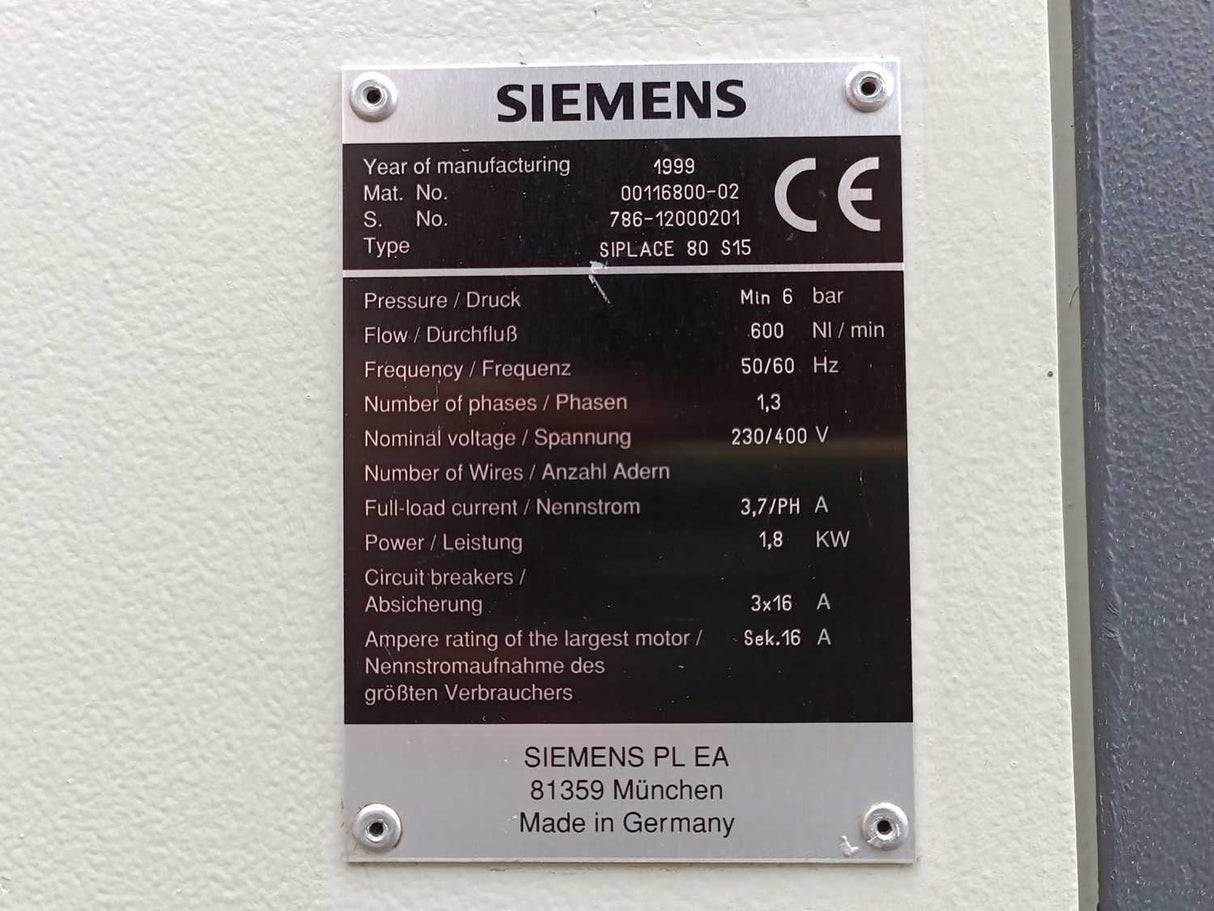 SIEMENS
Year of manufacturing 1999
Mat. No. 00116800-02
S. No. 786-12000201
Type SIPLACE 80 S15
CE
Pressure / Druck Min 6 bar
Flow / Durchfluß 600 Nl / min
Frequency / Frequenz 50/60 Hz
Number of phases / Phasen 1,3
Nominal voltage / Spannung 230/400 V
Number of Wires / Anzahl Adern
Full-load current / Nennstrom 3,7/PH A
Power / Leistung 1,8 KW
Circuit breakers /
Absicherung 3x16 A
Ampere rating of the largest motor / Sek.16 A
Nennstromaufnahme des
größten Verbrauchers
SIEMENS PL EA
81359 München
Made in Germany